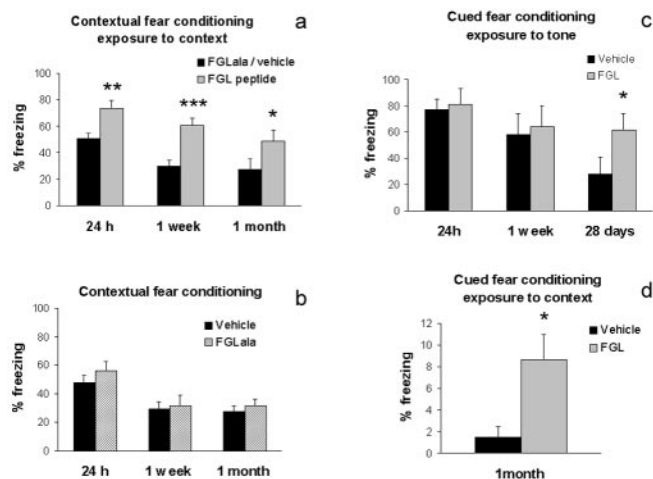 Contextual fear conditioning
exposure to context
a
FGLala / vehicle
FGL peptide
% freezing
100
80
60
40
20
0
**
***
*
24 h 1 week 1 month
Cued fear conditioning
exposure to tone
c
Vehicle
FGL
% freezing
100
80
60
40
20
0
*
24h 1 week 28 days
Contextual fear conditioning
b
Vehicle
FGLala
% freezing
100
80
60
40
20
0
24 h 1 week 1 month
Cued fear conditioning
exposure to context
d
Vehicle
FGL
% freezing
12
10
8
6
4
2
0
*
1month